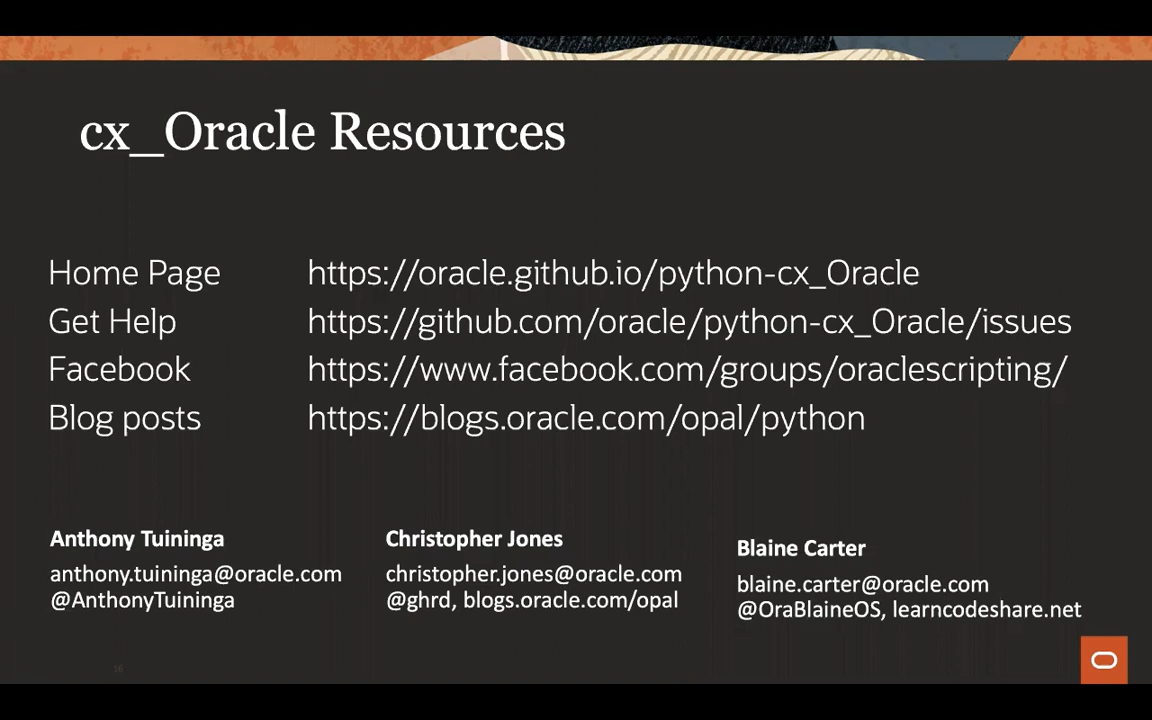 cx_Oracle Resources
Home Page https://oracle.github.io/python-cx_Oracle
Get Help https://github.com/oracle/python-cx_Oracle/issues
Facebook https://www.facebook.com/groups/oraclescripting/
Blog posts https://blogs.oracle.com/opal/python
Anthony Tuininga
anthony.tuininga@oracle.com
@AnthonyTuininga
Christopher Jones
christopher.jones@oracle.com
@ghrd, blogs.oracle.com/opal
Blaine Carter
blaine.carter@oracle.com
@OraBlaineOS, learncodeshare.net
16